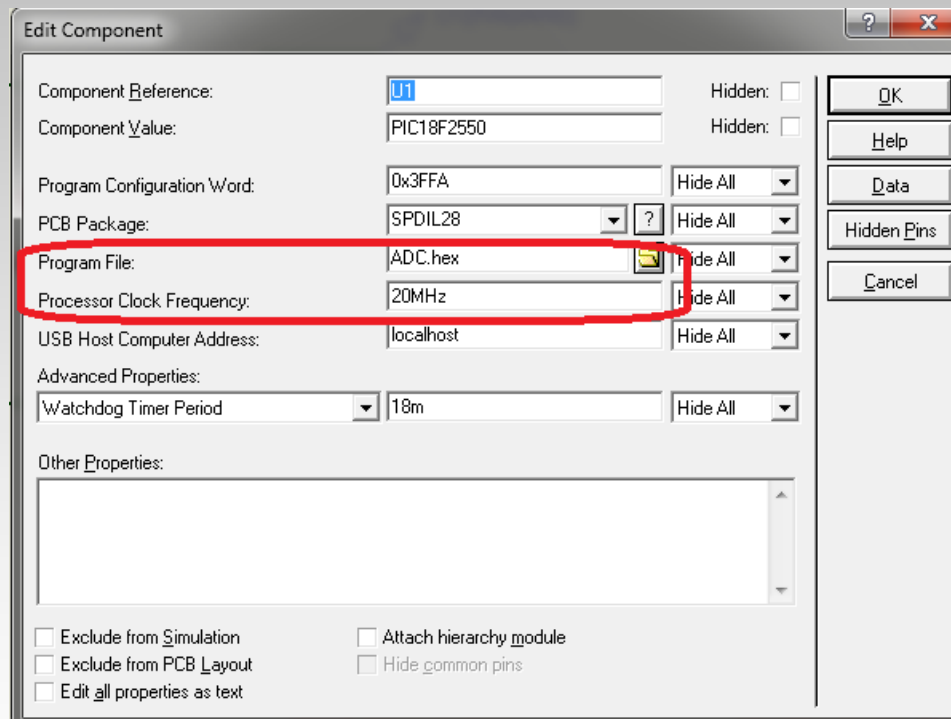 Edit Component
Component Reference: U1 Hidden:
Component Value: PIC18F2550 Hidden:
Program Configuration Word: 0x3FFA Hide All
PCB Package: SPDIL28 ? Hide All
Program File: ADC.hex Hide All
Processor Clock Frequency: 20MHz Hide All
USB Host Computer Address: localhost Hide All
Advanced Properties:
Watchdog Timer Period 18m Hide All
Other Properties:
Exclude from Simulation Attach hierarchy module
Exclude from PCB Layout Hide common pins
Edit all properties as text
? X
OK
Help
Data
Hidden Pins
Cancel